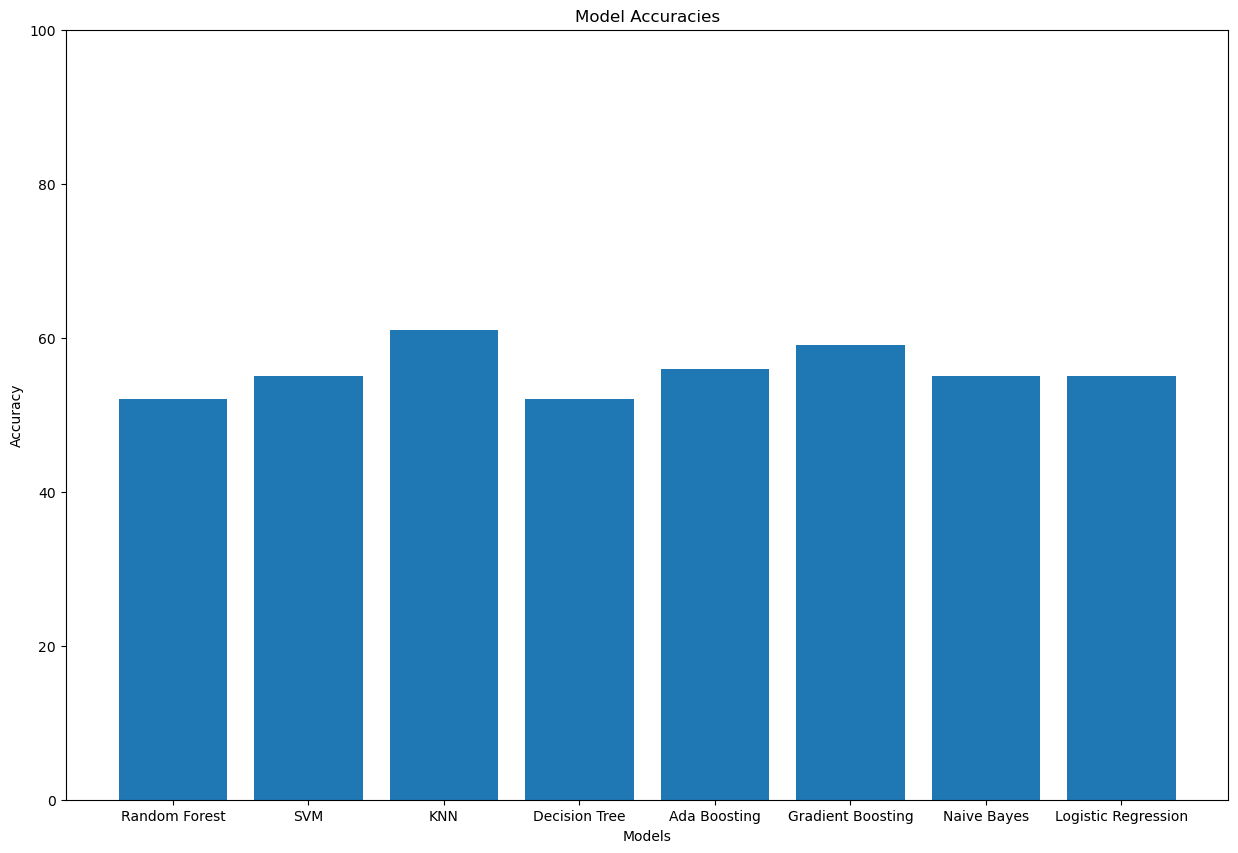 Model Accuracies
100
80
60
40
20
0
Accuracy
Random Forest SVM KNN Decision Tree Ada Boosting Gradient Boosting Naive Bayes Logistic Regression
Models